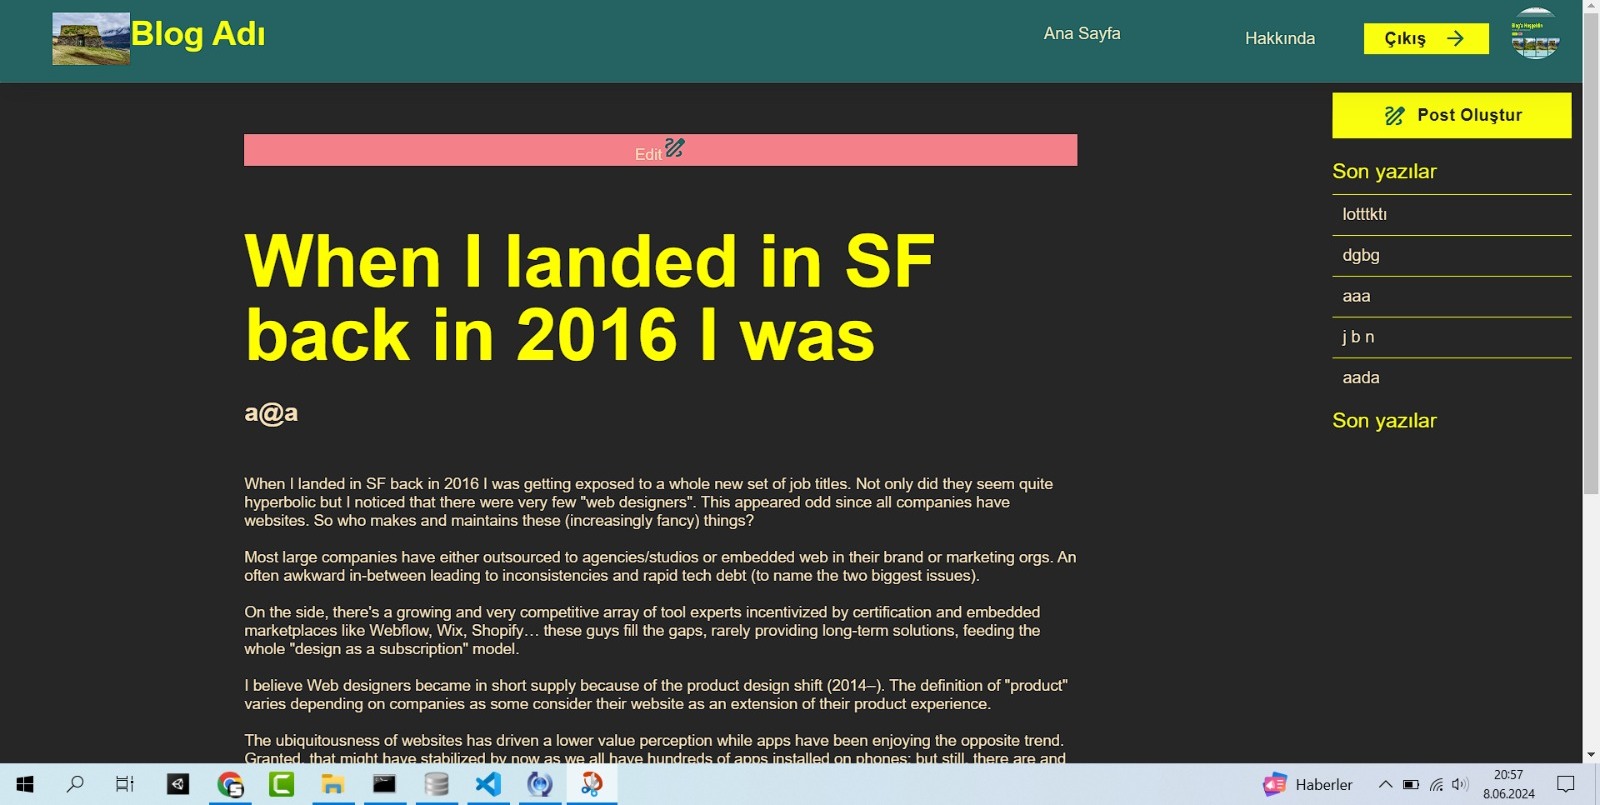 Blog Adı
Ana Sayfa
Hakkında
Çıkış
Post Oluştur
Edit
When I landed in SF
back in 2016 I was
a@a
When I landed in SF back in 2016 I was getting exposed to a whole new set of job titles. Not only did they seem quite
hyperbolic but I noticed that there were very few "web designers". This appeared odd since all companies have
websites. So who makes and maintains these (increasingly fancy) things?
Most large companies have either outsourced to agencies/studios or embedded web in their brand or marketing orgs. An
often awkward in-between leading to inconsistencies and rapid tech debt (to name the two biggest issues).
On the side, there's a growing and very competitive array of tool experts incentivized by certification and embedded
marketplaces like Webflow, Wix, Shopify… these guys fill the gaps, rarely providing long-term solutions, feeding the
whole "design as a subscription" model.
I believe Web designers became in short supply because of the product design shift (2014–). The definition of "product"
varies depending on companies as some consider their website as an extension of their product experience.
The ubiquitousness of websites has driven a lower value perception while apps have been enjoying the opposite trend.
Granted, that might have stabilized by now as we all have hundreds of apps installed on phones; but still, there are and
Son yazılar
lotttktı
dgbg
aaa
j b n
aada
Son yazılar
Haberler
20:57
8.06.2024